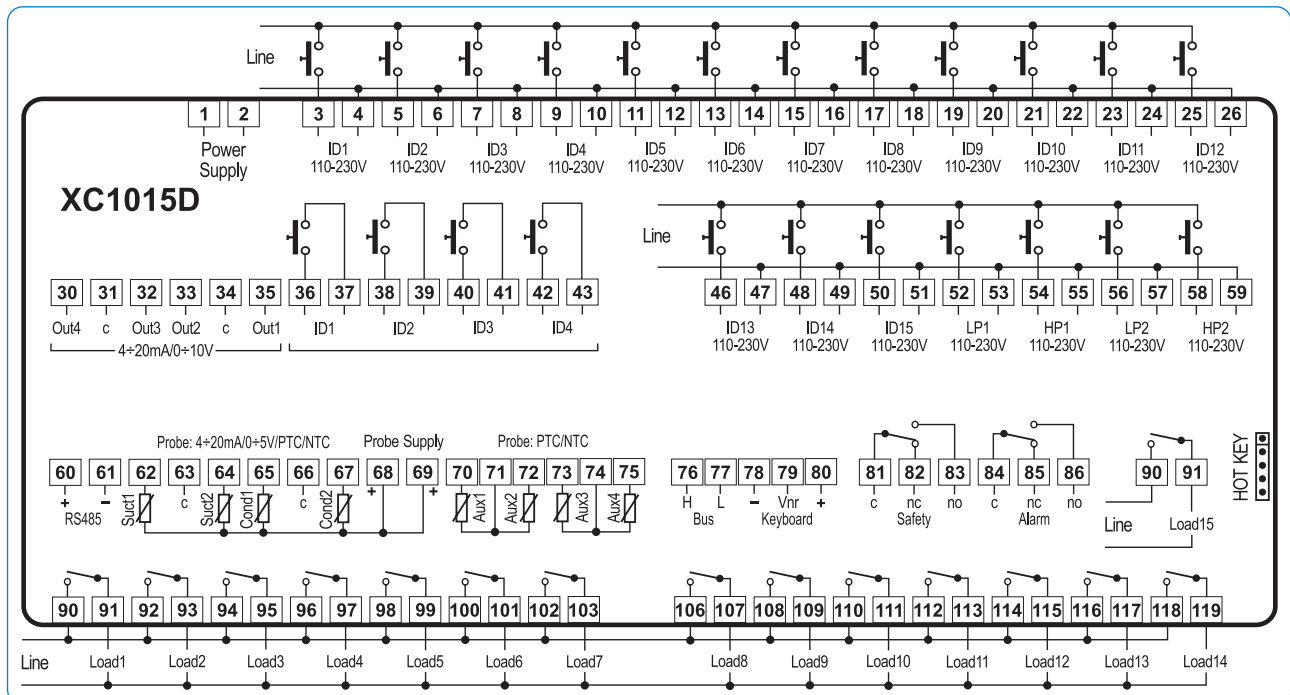 Line
1 2 3 4 5 6 7 8 9 10 11 12 13 14 15 16 17 18 19 20 21 22 23 24 25 26
Power Supply
ID1 ID2 ID3 ID4 ID5 ID6 ID7 ID8 ID9 ID10 ID11 ID12
110-230V 110-230V 110-230V 110-230V 110-230V 110-230V 110-230V 110-230V 110-230V 110-230V 110-230V 110-230V
XC1015D
Line
30 31 32 33 34 35 36 37 38 39 40 41 42 43 46 47 48 49 50 51 52 53 54 55 56 57 58 59
Out4 c Out3 Out2 c Out1 ID1 ID2 ID3 ID4 ID13 ID14 ID15 LP1 HP1 LP2 HP2
110-230V 110-230V 110-230V 110-230V 110-230V 110-230V 110-230V
4÷20mA/0÷10V
Probe: 4÷20mA/0÷5V/PTC/NTC Probe Supply Probe: PTC/NTC
60 61 62 63 64 65 66 67 68 69 70 71 72 73 74 75 76 77 78 79 80 81 82 83 84 85 86 90 91
+ - Suct1 c Suct2 Cond1 c Cond2 + + Aux1 Aux2 Aux3 Aux4 H L - Vnr + c nc no c nc no
RS485 Bus Keyboard Safety Alarm Line Load15
HOT KEY
90 91 92 93 94 95 96 97 98 99 100 101 102 103 106 107 108 109 110 111 112 113 114 115 116 117 118 119
Line Load1 Load2 Load3 Load4 Load5 Load6 Load7 Load8 Load9 Load10 Load11 Load12 Load13 Load14